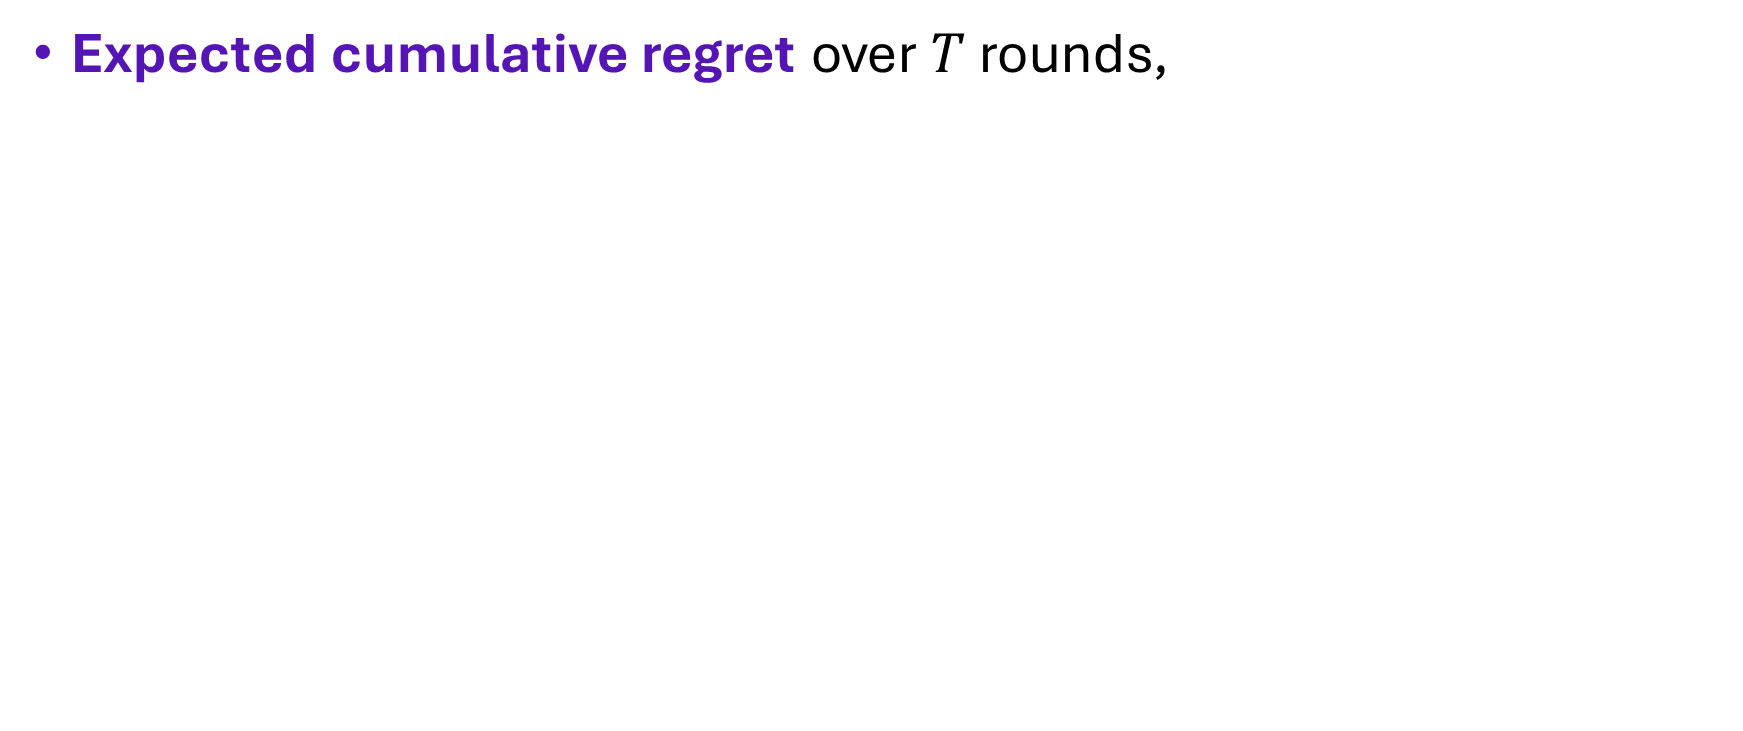 • Expected cumulative regret over T rounds,